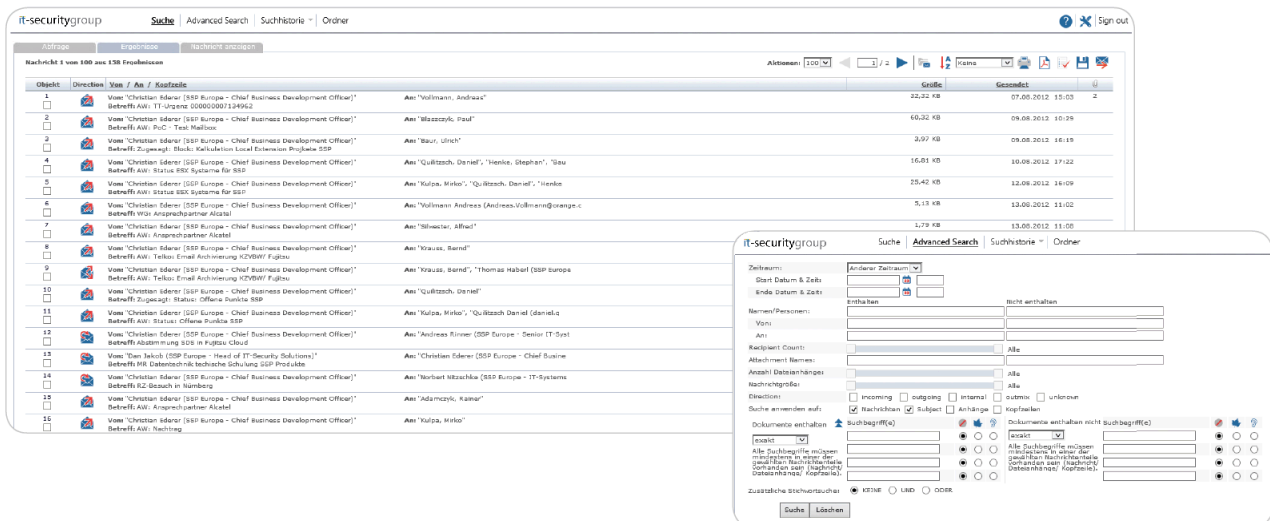 it-securitygroup Suche Advanced Search Suchhistorie Ordner Sign out
Abfrage Ergebnisse Nachricht anzeigen
Nachricht 1 von 100 aus 158 Ergebnissen Aktionen: 100 1 / 2 Keine
Objekt Direction Von / An / Kopfzeile Größe Gesendet
1 Von: "Christian Ederer (SSP Europe - Chief Business Development Officer)" An: "Vollmann, Andreas" 32,32 KB 07.08.2012 15:03 2
Betreff: AW: TT-Urgenz 000000007134962
2 Von: "Christian Ederer (SSP Europe - Chief Business Development Officer)" An: "Blaszczyk, Paul" 60,32 KB 09.08.2012 10:29
Betreff: AW: PoC - Test Mailbox
3 Von: "Christian Ederer (SSP Europe - Chief Business Development Officer)" An: "Baur, Ulrich" 3,97 KB 09.08.2012 16:19
Betreff: Zugesagt: Block: Kalkulation Local Extension Projkete SSP
4 Von: "Christian Ederer (SSP Europe - Chief Business Development Officer)" An: "Quilitzsch, Daniel", "Henke, Stephan", "Bau 16,81 KB 10.08.2012 17:22
Betreff: AW: Status ESX Systeme für SSP
5 Von: "Christian Ederer (SSP Europe - Chief Business Development Officer)" An: "Kulpa, Mirko", "Quilitzsch, Daniel", "Henke 25,42 KB 12.08.2012 16:09
Betreff: AW: Status ESX Systeme für SSP
6 Von: "Christian Ederer (SSP Europe - Chief Business Development Officer)" An: "Vollmann Andreas (Andreas.Vollmann@orange.c 5,13 KB 13.08.2012 11:02
Betreff: WG: Ansprechpartner Alcatel
7 Von: "Christian Ederer (SSP Europe - Chief Business Development Officer)" An: "Silvester, Alfred" 1,79 KB 13.08.2012 11:08
Betreff: AW: Ansprechpartner Alcatel
8 Von: "Christian Ederer (SSP Europe - Chief Business Development Officer)" An: "Krauss, Bernd"
Betreff: AW: Telko: Email Archivierung KZVBW/ Fujitsu
9 Von: "Christian Ederer (SSP Europe - Chief Business Development Officer)" An: "Krauss, Bernd", "Thomas Haberl (SSP Europe
Betreff: AW: Telko: Email Archivierung KZVBW/ Fujitsu
10 Von: "Christian Ederer (SSP Europe - Chief Business Development Officer)" An: "Quilitzsch, Daniel"
Betreff: Zugesagt: Status: Offene Punkte SSP
11 Von: "Christian Ederer (SSP Europe - Chief Business Development Officer)" An: "Kulpa, Mirko", "Quilitzsch Daniel (daniel.q
Betreff: AW: Status: Offene Punkte SSP
12 Von: "Christian Ederer (SSP Europe - Chief Business Development Officer)" An: "Andreas Rinner (SSP Europe - Senior IT-Syst
Betreff: Abstimmung SDS in Fujitsu Cloud
13 Von: "Dan Jakob (SSP Europe - Head of IT-Security Solutions)" An: "Christian Ederer (SSP Europe - Chief Busine
Betreff: MR Datentechnik techische Schulung SSP Produkte
14 Von: "Christian Ederer (SSP Europe - Chief Business Development Officer)" An: "Norbert Nitzschke (SSP Europe - IT-Systems
Betreff: RZ-Besuch in Nürnberg
15 Von: "Christian Ederer (SSP Europe - Chief Business Development Officer)" An: "Adamczyk, Rainer"
Betreff: AW: Ansprechpartner Alcatel
16 Von: "Christian Ederer (SSP Europe - Chief Business Development Officer)" An: "Kulpa, Mirko"
Betreff: AW: Nachtrag
it-securitygroup Suche Advanced Search Suchhistorie Ordner
Zeitraum: Anderer Zeitraum
Start Datum & Zeit:
Ende Datum & Zeit:
Enthalten Nicht enthalten
Namen/Personen:
Von:
An:
Recipient Count: Alle
Attachment Names:
Anzahl Dateianhänge: Alle
Nachrichtgröße: Alle
Direction: incoming outgoing internal outmix unknown
Suche anwenden auf: Nachrichten Subject Anhänge Kopfzeilen
Dokumente enthalten Suchbegriff(e) Dokumente enthalten nicht Suchbegriff(e)
exakt exakt
Alle Suchbegriffe müssen mindestens in einer der gewählten Nachrichtenteile vorhanden sein (Nachricht/ Dateianhänge/ Kopfzeile).
Alle Suchbegriffe müssen mindestens in einer der gewählten Nachrichtenteile vorhanden sein (Nachricht/ Dateianhänge/ Kopfzeile).
Zusätzliche Stichwortsuche: KEINE UND ODER
Suche Löschen